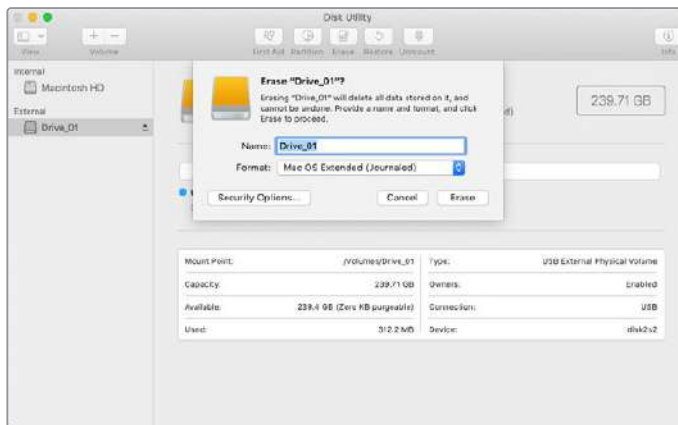 Disk Utility
View
Volume
First Aid Partition Erase Restore Unmount
Info
Internal
Macintosh HD
External
Drive_01
Erase "Drive_01"?
Erasing "Drive_01" will delete all data stored on it, and
cannot be undone. Provide a name and format, and click
Erase to proceed.
239.71 GB
Name: Drive_01
Format: Mac OS Extended (Journaled)
Security Options...
Cancel
Erase
Mount Point: /Volumes/Drive_01
Type: USB External Physical Volume
Capacity: 239.71 GB
Owners: Enabled
Available: 239.4 GB (Zero KB purgeable)
Connection: USB
Used: 312.2 MB
Device: disk2s2